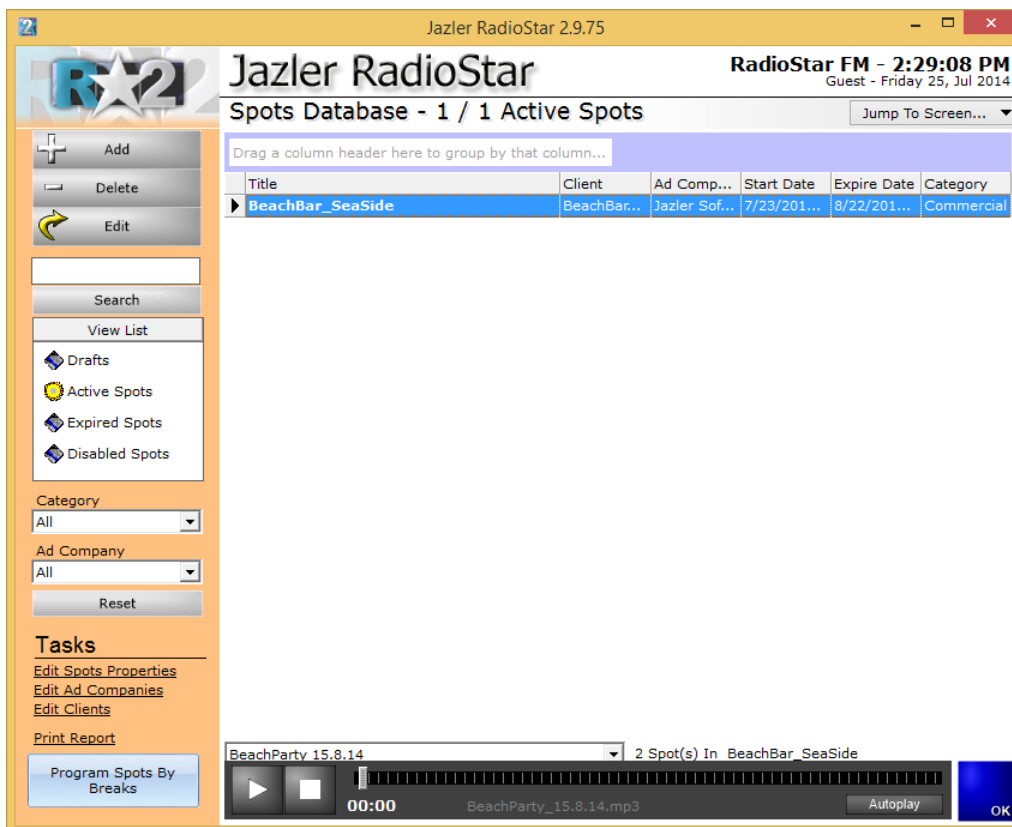 Jazler RadioStar 2.9.75
R★2
Jazler RadioStar
RadioStar FM - 2:29:08 PM
Guest - Friday 25, Jul 2014
Spots Database - 1 / 1 Active Spots
Jump To Screen...
Add
Delete
Edit
Search
View List
Drafts
Active Spots
Expired Spots
Disabled Spots
Category
All
Ad Company
All
Reset
Tasks
Edit Spots Properties
Edit Ad Companies
Edit Clients
Print Report
Program Spots By
Breaks
Drag a column header here to group by that column...
Title Client Ad Comp... Start Date Expire Date Category
BeachBar_SeaSide BeachBar... Jazler Sof... 7/23/201... 8/22/201... Commercial
BeachParty 15.8.14 2 Spot(s) In BeachBar_SeaSide
00:00 BeachParty_15.8.14.mp3 Autoplay
OK